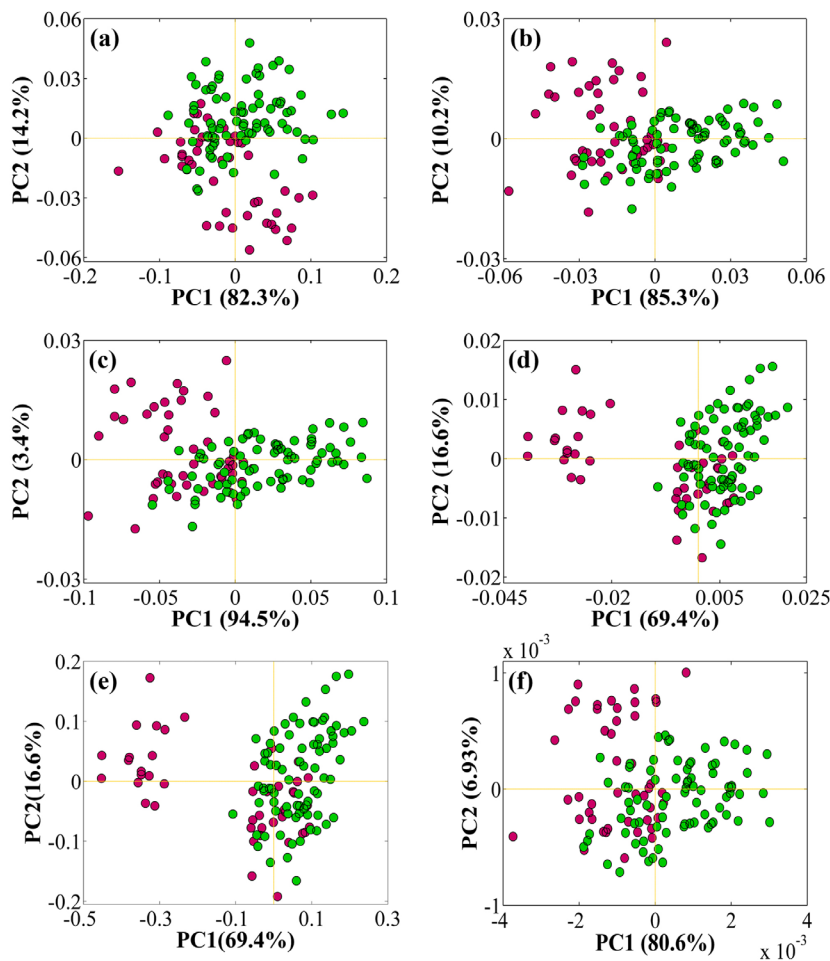 (a)
0.06
0.03
0
-0.03
-0.06
PC2 (14.2%)
-0.2 -0.1 0 0.1 0.2
PC1 (82.3%)
(b)
0.03
0
-0.03
PC2 (10.2%)
-0.06 -0.03 0 0.03 0.06
PC1 (85.3%)
(c)
0.03
0
-0.03
PC2 (3.4%)
-0.1 -0.05 0 0.05 0.1
PC1 (94.5%)
(d)
0.02
0.01
0
-0.01
-0.02
PC2 (16.6%)
-0.045 -0.02 0.005 0.025
PC1 (69.4%)
(e)
0.2
0.1
0
-0.1
-0.2
PC2(16.6%)
-0.5 -0.3 -0.1 0.1 0.3
PC1(69.4%)
x 10⁻³
(f)
1
0
-1
PC2 (6.93%)
-4 -2 0 2 4
PC1 (80.6%)
x 10⁻³